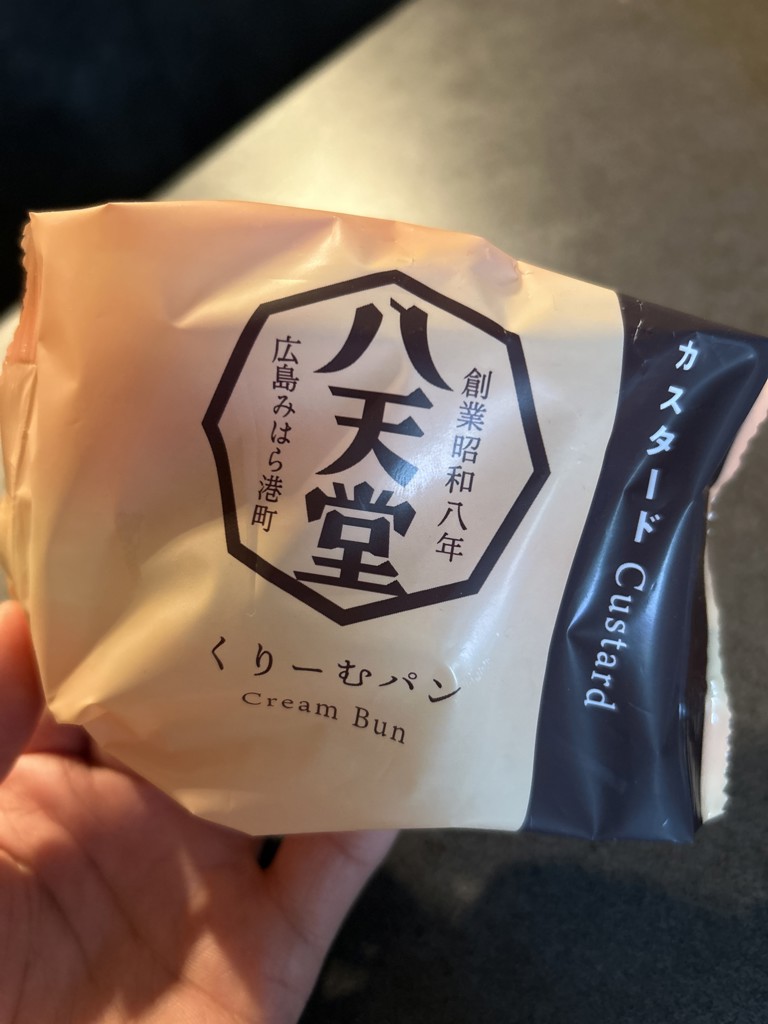 創業昭和八年
八天堂
広島みはら港町
くりーむパン
Cream Bun
カスタード Custard